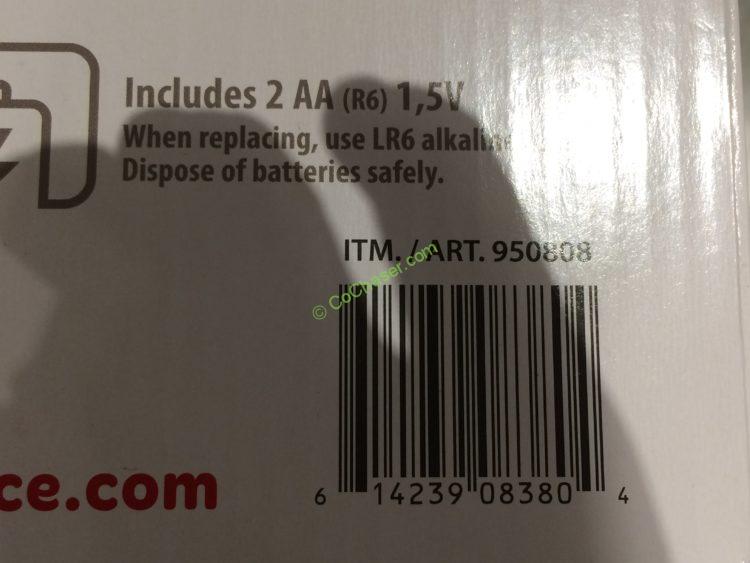 Includes 2 AA (R6) 1,5V
When replacing, use LR6 alkaline
Dispose of batteries safely.
ITM. / ART. 950808
© CoChaser.com
ce.com
6 14239 08380 4